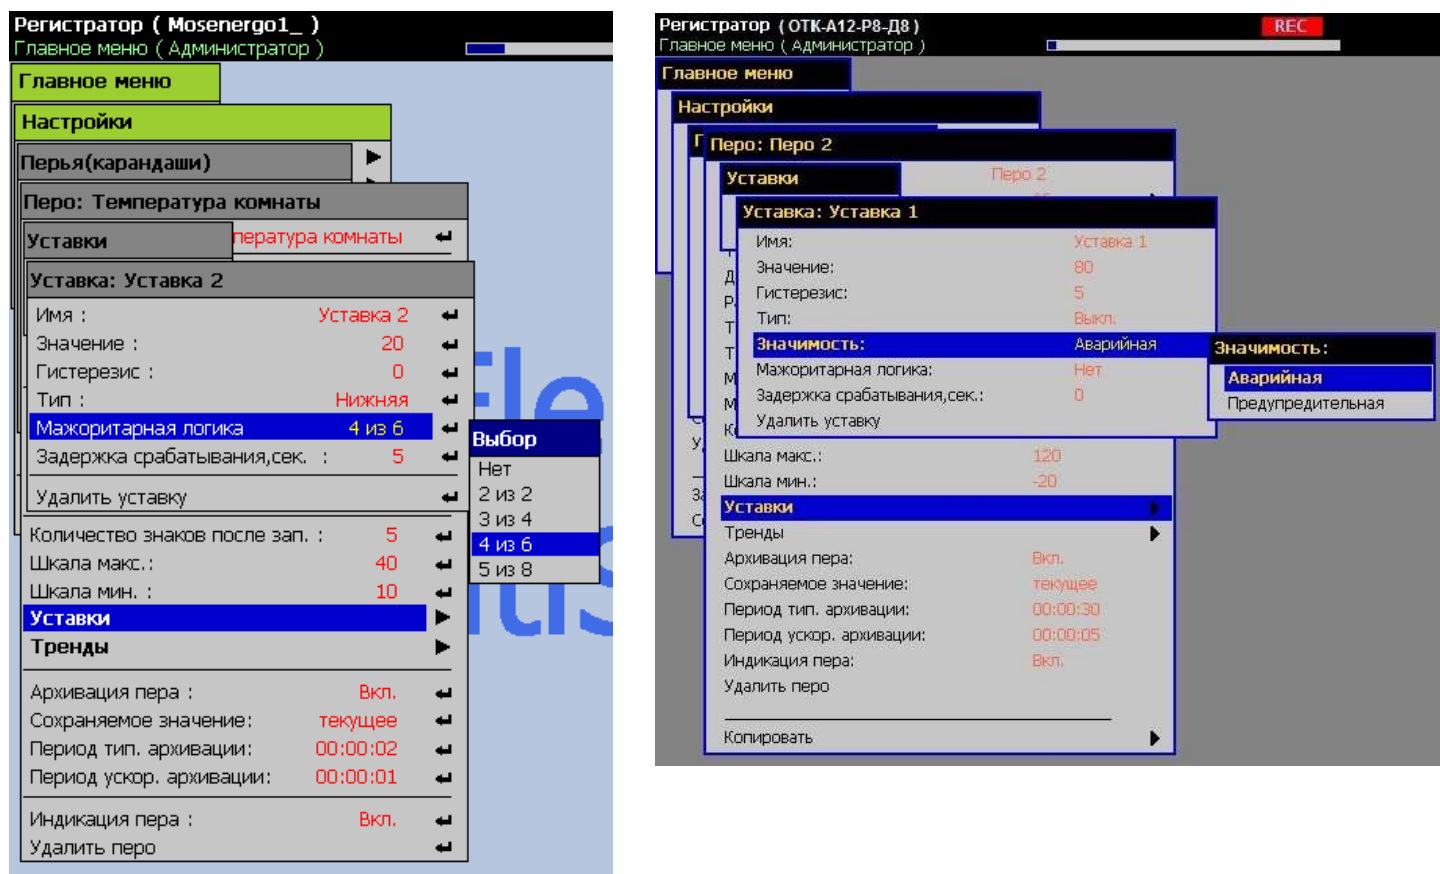 Регистратор ( Mosenergo1_ )
Главное меню ( Администратор )
Главное меню
Настройки
Перья(карандаши)
Перо: Температура комнаты
Уставки
пература комнаты
Уставка: Уставка 2
Имя : Уставка 2
Значение : 20
Гистерезис : 0
Тип : Нижняя
Мажоритарная логика 4 из 6
Задержка срабатывания,сек. : 5
Удалить уставку
Выбор
Нет
2 из 2
3 из 4
4 из 6
5 из 8
Количество знаков после зап. : 5
Шкала макс.: 40
Шкала мин. : 10
Уставки
Тренды
Архивация пера : Вкл.
Сохраняемое значение: текущее
Период тип. архивации: 00:00:02
Период ускор. архивации: 00:00:01
Индикация пера : Вкл.
Удалить перо
Регистратор (ОТК-А12-Р8-Д8)
REC
Главное меню ( Администратор )
Главное меню
Настройки
Перо: Перо 2
Уставки
Перо 2
Уставка: Уставка 1
Имя: Уставка 1
Значение: 80
Гистерезис: 5
Тип: Выкл.
Значимость: Аварийная
Мажоритарная логика: Нет
Задержка срабатывания,сек.: 0
Удалить уставку
Значимость:
Аварийная
Предупредительная
Шкала макс.: 120
Шкала мин.: -20
Уставки
Тренды
Архивация пера: Вкл.
Сохраняемое значение: текущее
Период тип. архивации: 00:00:30
Период ускор. архивации: 00:00:05
Индикация пера: Вкл.
Удалить перо
Копировать